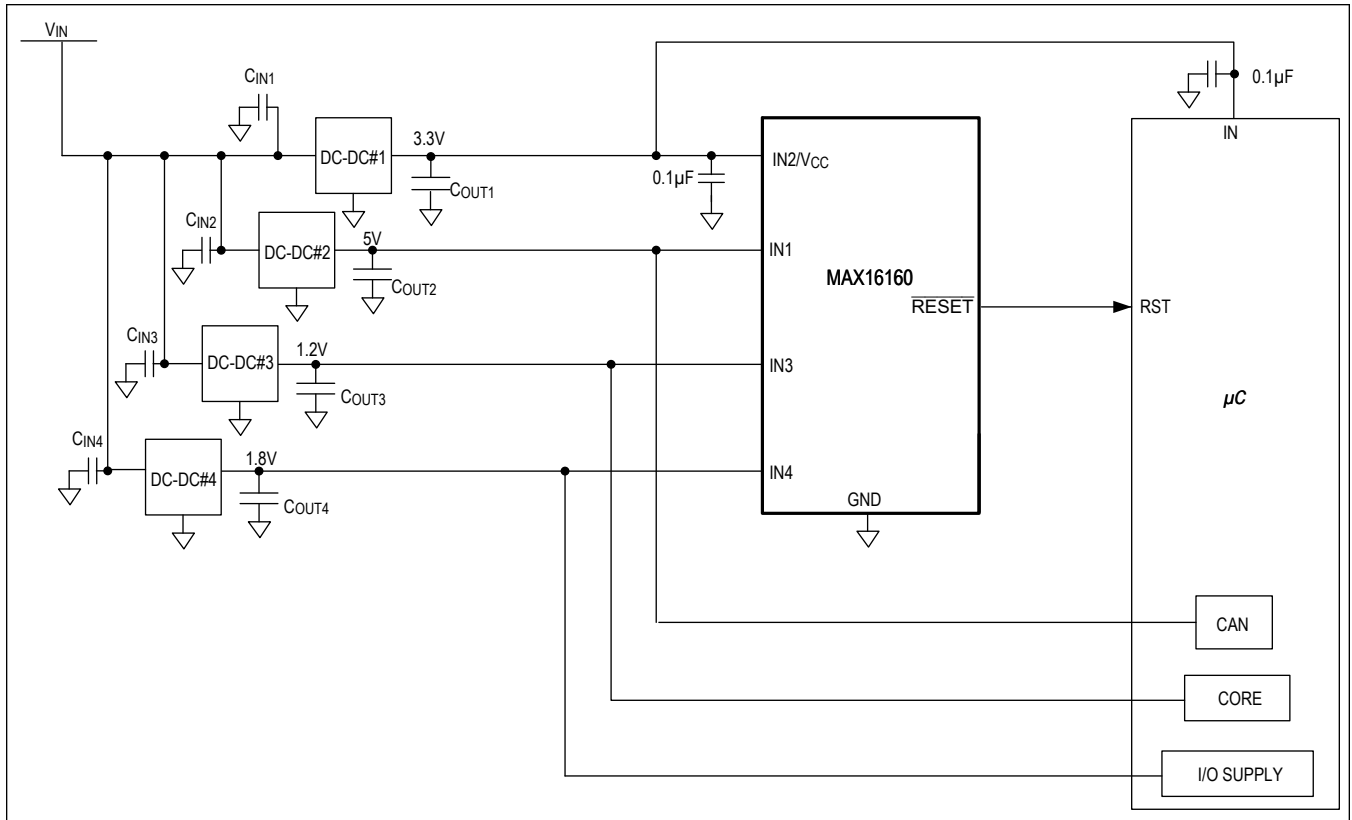 VIN
CIN1
0.1µF
IN
DC-DC#1
3.3V
COUT1
0.1µF
IN2/VCC
CIN2
DC-DC#2
5V
COUT2
IN1
MAX16160
RESET
RST
CIN3
DC-DC#3
1.2V
COUT3
IN3
µC
CIN4
DC-DC#4
1.8V
COUT4
IN4
GND
CAN
CORE
I/O SUPPLY